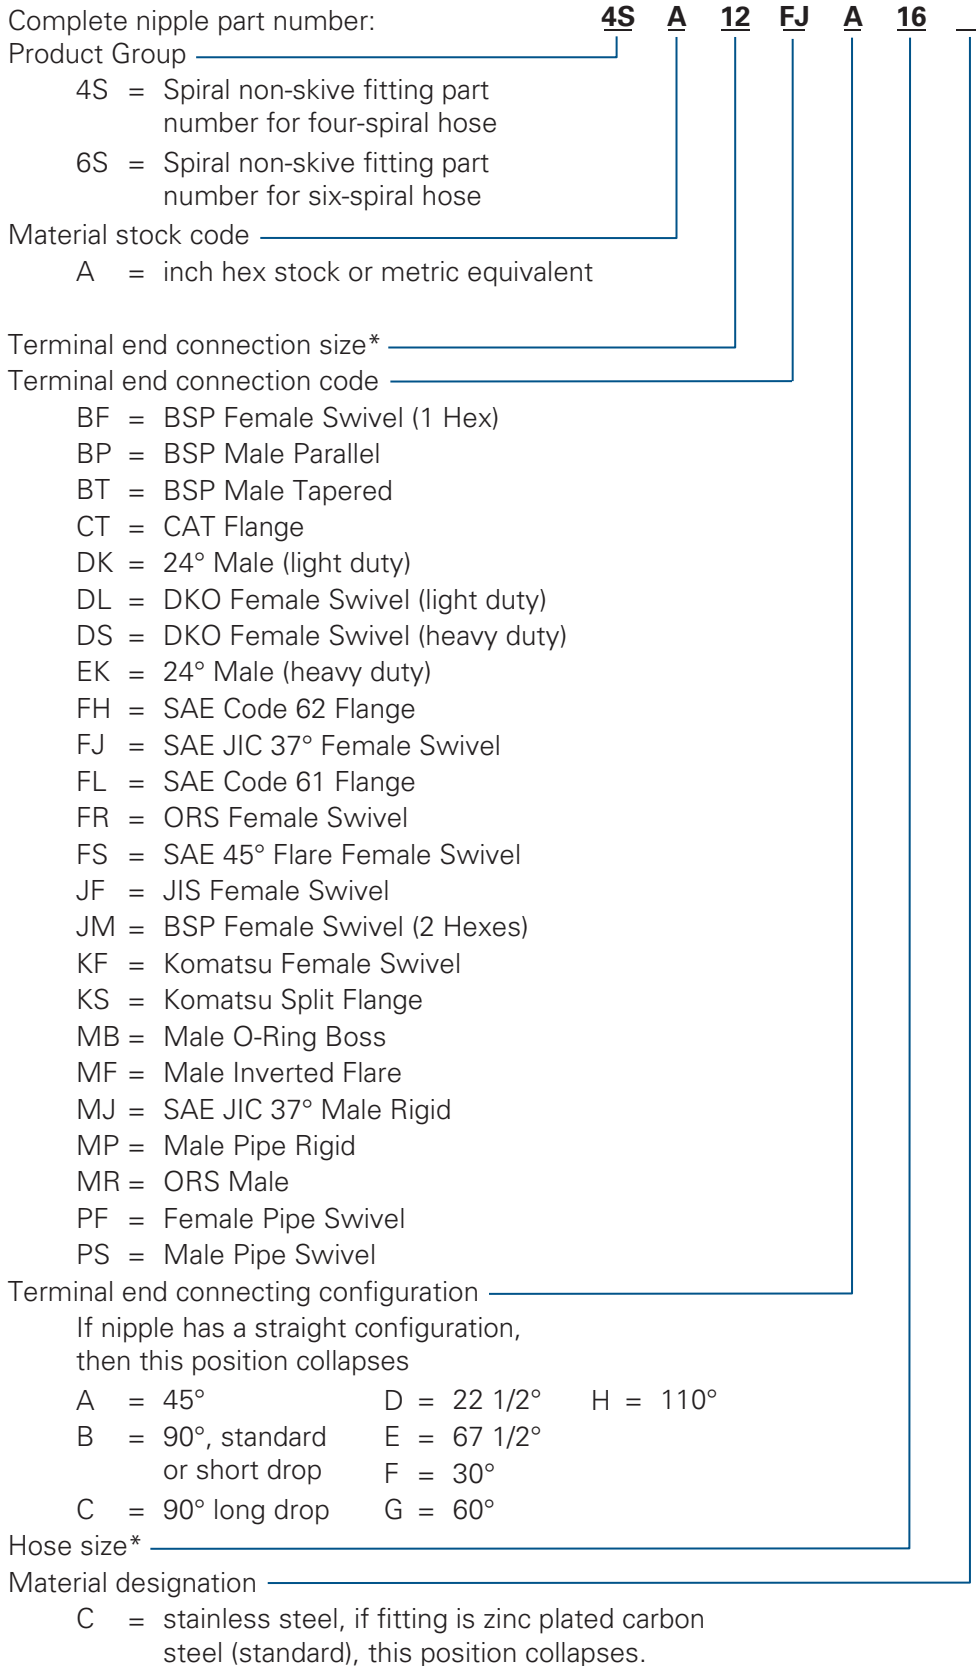 Complete nipple part number: 4S A 12 FJ A 16 _
Product Group
4S = Spiral non-skive fitting part
number for four-spiral hose
6S = Spiral non-skive fitting part
number for six-spiral hose
Material stock code
A = inch hex stock or metric equivalent
Terminal end connection size*
Terminal end connection code
BF = BSP Female Swivel (1 Hex)
BP = BSP Male Parallel
BT = BSP Male Tapered
CT = CAT Flange
DK = 24° Male (light duty)
DL = DKO Female Swivel (light duty)
DS = DKO Female Swivel (heavy duty)
EK = 24° Male (heavy duty)
FH = SAE Code 62 Flange
FJ = SAE JIC 37° Female Swivel
FL = SAE Code 61 Flange
FR = ORS Female Swivel
FS = SAE 45° Flare Female Swivel
JF = JIS Female Swivel
JM = BSP Female Swivel (2 Hexes)
KF = Komatsu Female Swivel
KS = Komatsu Split Flange
MB = Male O-Ring Boss
MF = Male Inverted Flare
MJ = SAE JIC 37° Male Rigid
MP = Male Pipe Rigid
MR = ORS Male
PF = Female Pipe Swivel
PS = Male Pipe Swivel
Terminal end connecting configuration
If nipple has a straight configuration,
then this position collapses
A = 45° D = 22 1/2° H = 110°
B = 90°, standard E = 67 1/2°
or short drop F = 30°
C = 90° long drop G = 60°
Hose size*
Material designation
C = stainless steel, if fitting is zinc plated carbon
steel (standard), this position collapses.